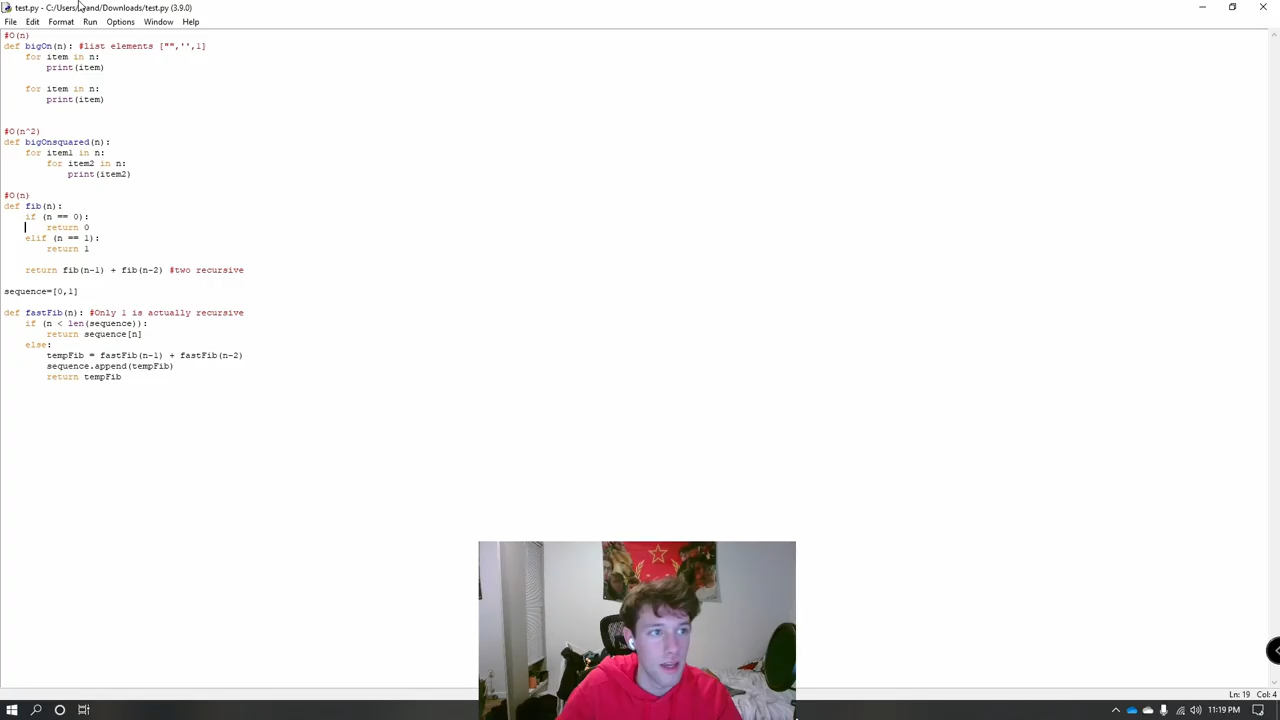 test.py - C:/Users/ and/Downloads/test.py (3.9.0)
File Edit Format Run Options Window Help
#O(n)
def bigOn(n): #list elements ["",'',1]
    for item in n:
        print(item)
    for item in n:
        print(item)
#O(n^2)
def bigOnsquared(n):
    for item1 in n:
        for item2 in n:
            print(item2)
#O(n)
def fib(n):
    if (n == 0):
        return 0
    elif (n == 1):
        return 1
    return fib(n-1) + fib(n-2) #two recursive
sequence=[0,1]
def fastFib(n): #Only 1 is actually recursive
    if (n < len(sequence)):
        return sequence[n]
    else:
        tempFib = fastFib(n-1) + fastFib(n-2)
        sequence.append(tempFib)
        return tempFib
Ln: 19 Col: 4
11:19 PM